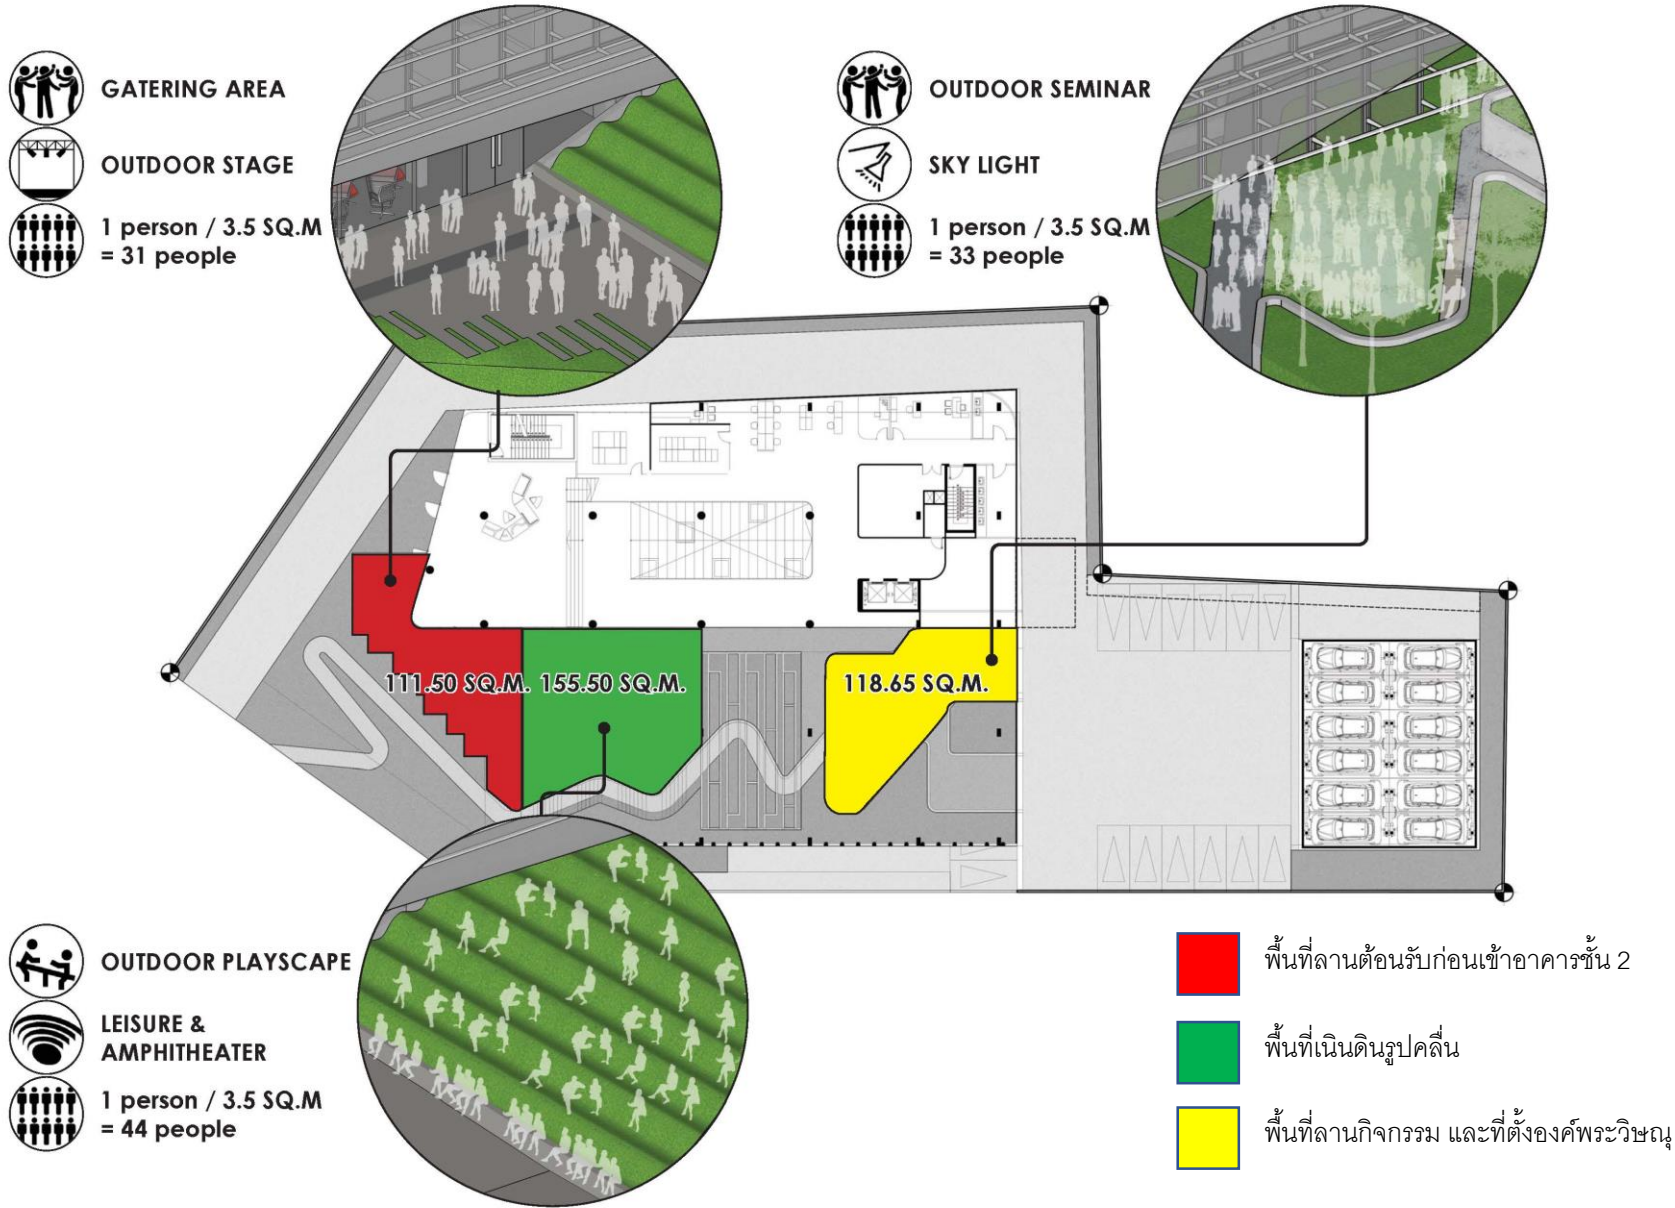 GATERING AREA
OUTDOOR STAGE
1 person / 3.5 SQ.M
= 31 people
OUTDOOR SEMINAR
SKY LIGHT
1 person / 3.5 SQ.M
= 33 people
111.50 SQ.M.
155.50 SQ.M.
118.65 SQ.M.
OUTDOOR PLAYSCAPE
LEISURE &
AMPHITHEATER
1 person / 3.5 SQ.M
= 44 people
พื้นที่ลานต้อนรับก่อนเข้าอาคารชั้น 2
พื้นที่เนินดินรูปคลื่น
พื้นที่ลานกิจกรรม และที่ตั้งองค์พระวิษณุ